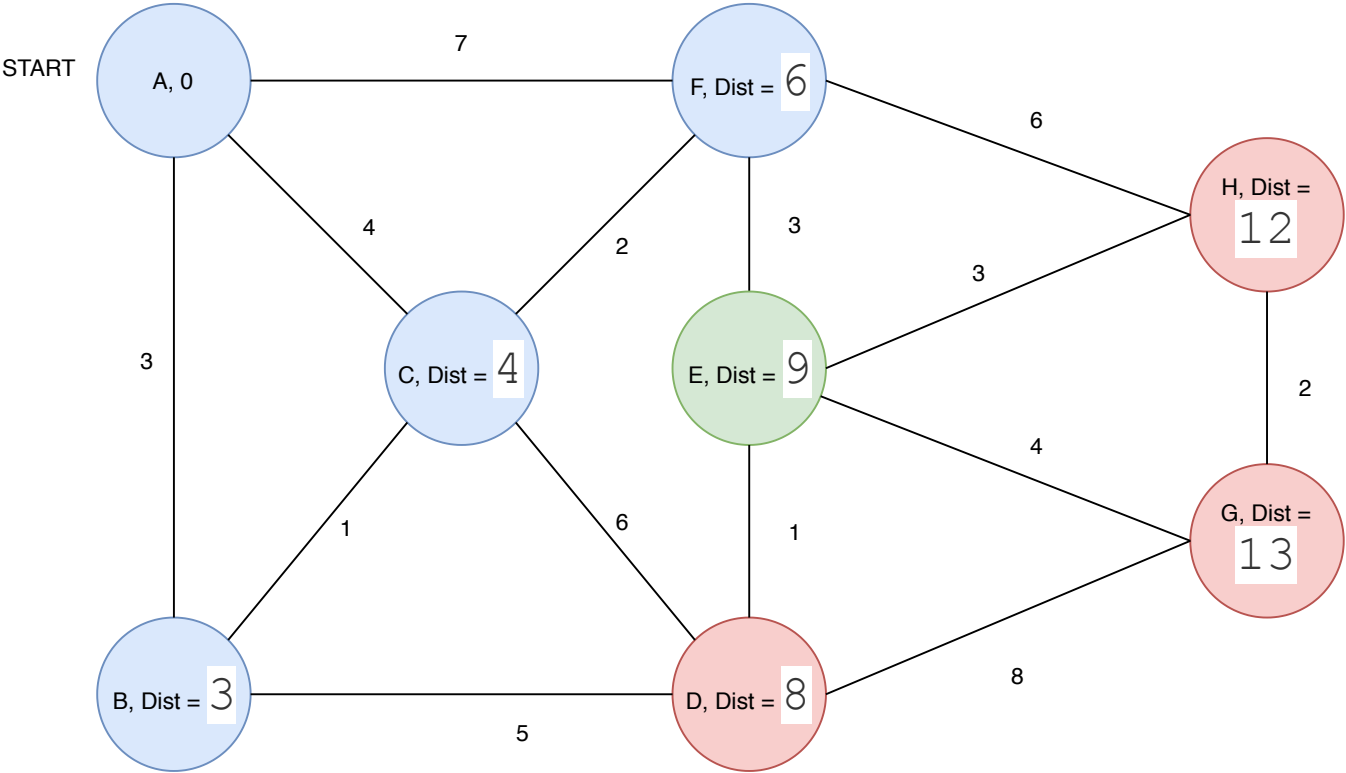 START
A, 0
7
F, Dist = 6
6
H, Dist =
12
4
2
3
3
3
C, Dist = 4
E, Dist = 9
2
4
1
6
1
G, Dist =
13
B, Dist = 3
5
D, Dist = 8
8